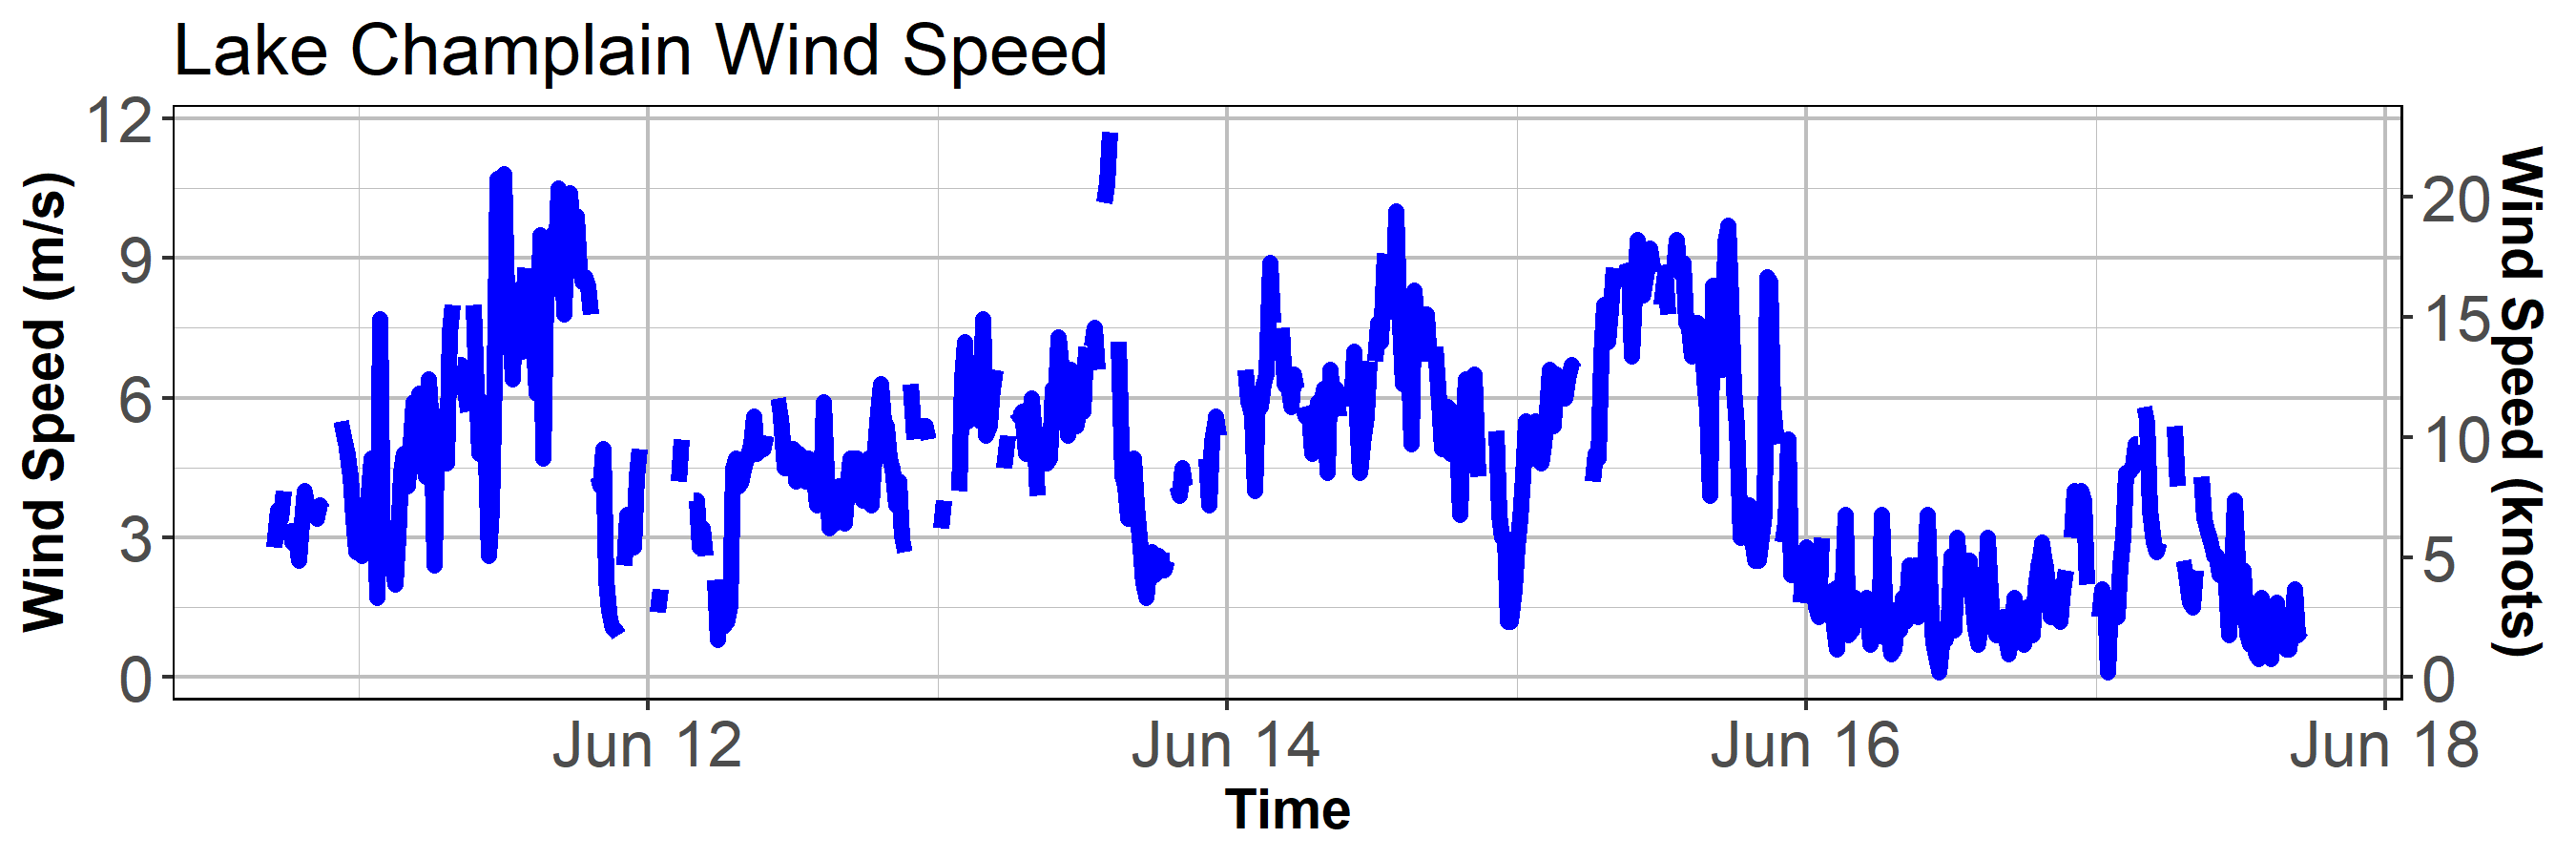 Lake Champlain Wind Speed
Wind Speed (m/s)
12
9
6
3
0
20
15
10
5
0
Wind Speed (knots)
Jun 12 Jun 14 Jun 16 Jun 18
Time